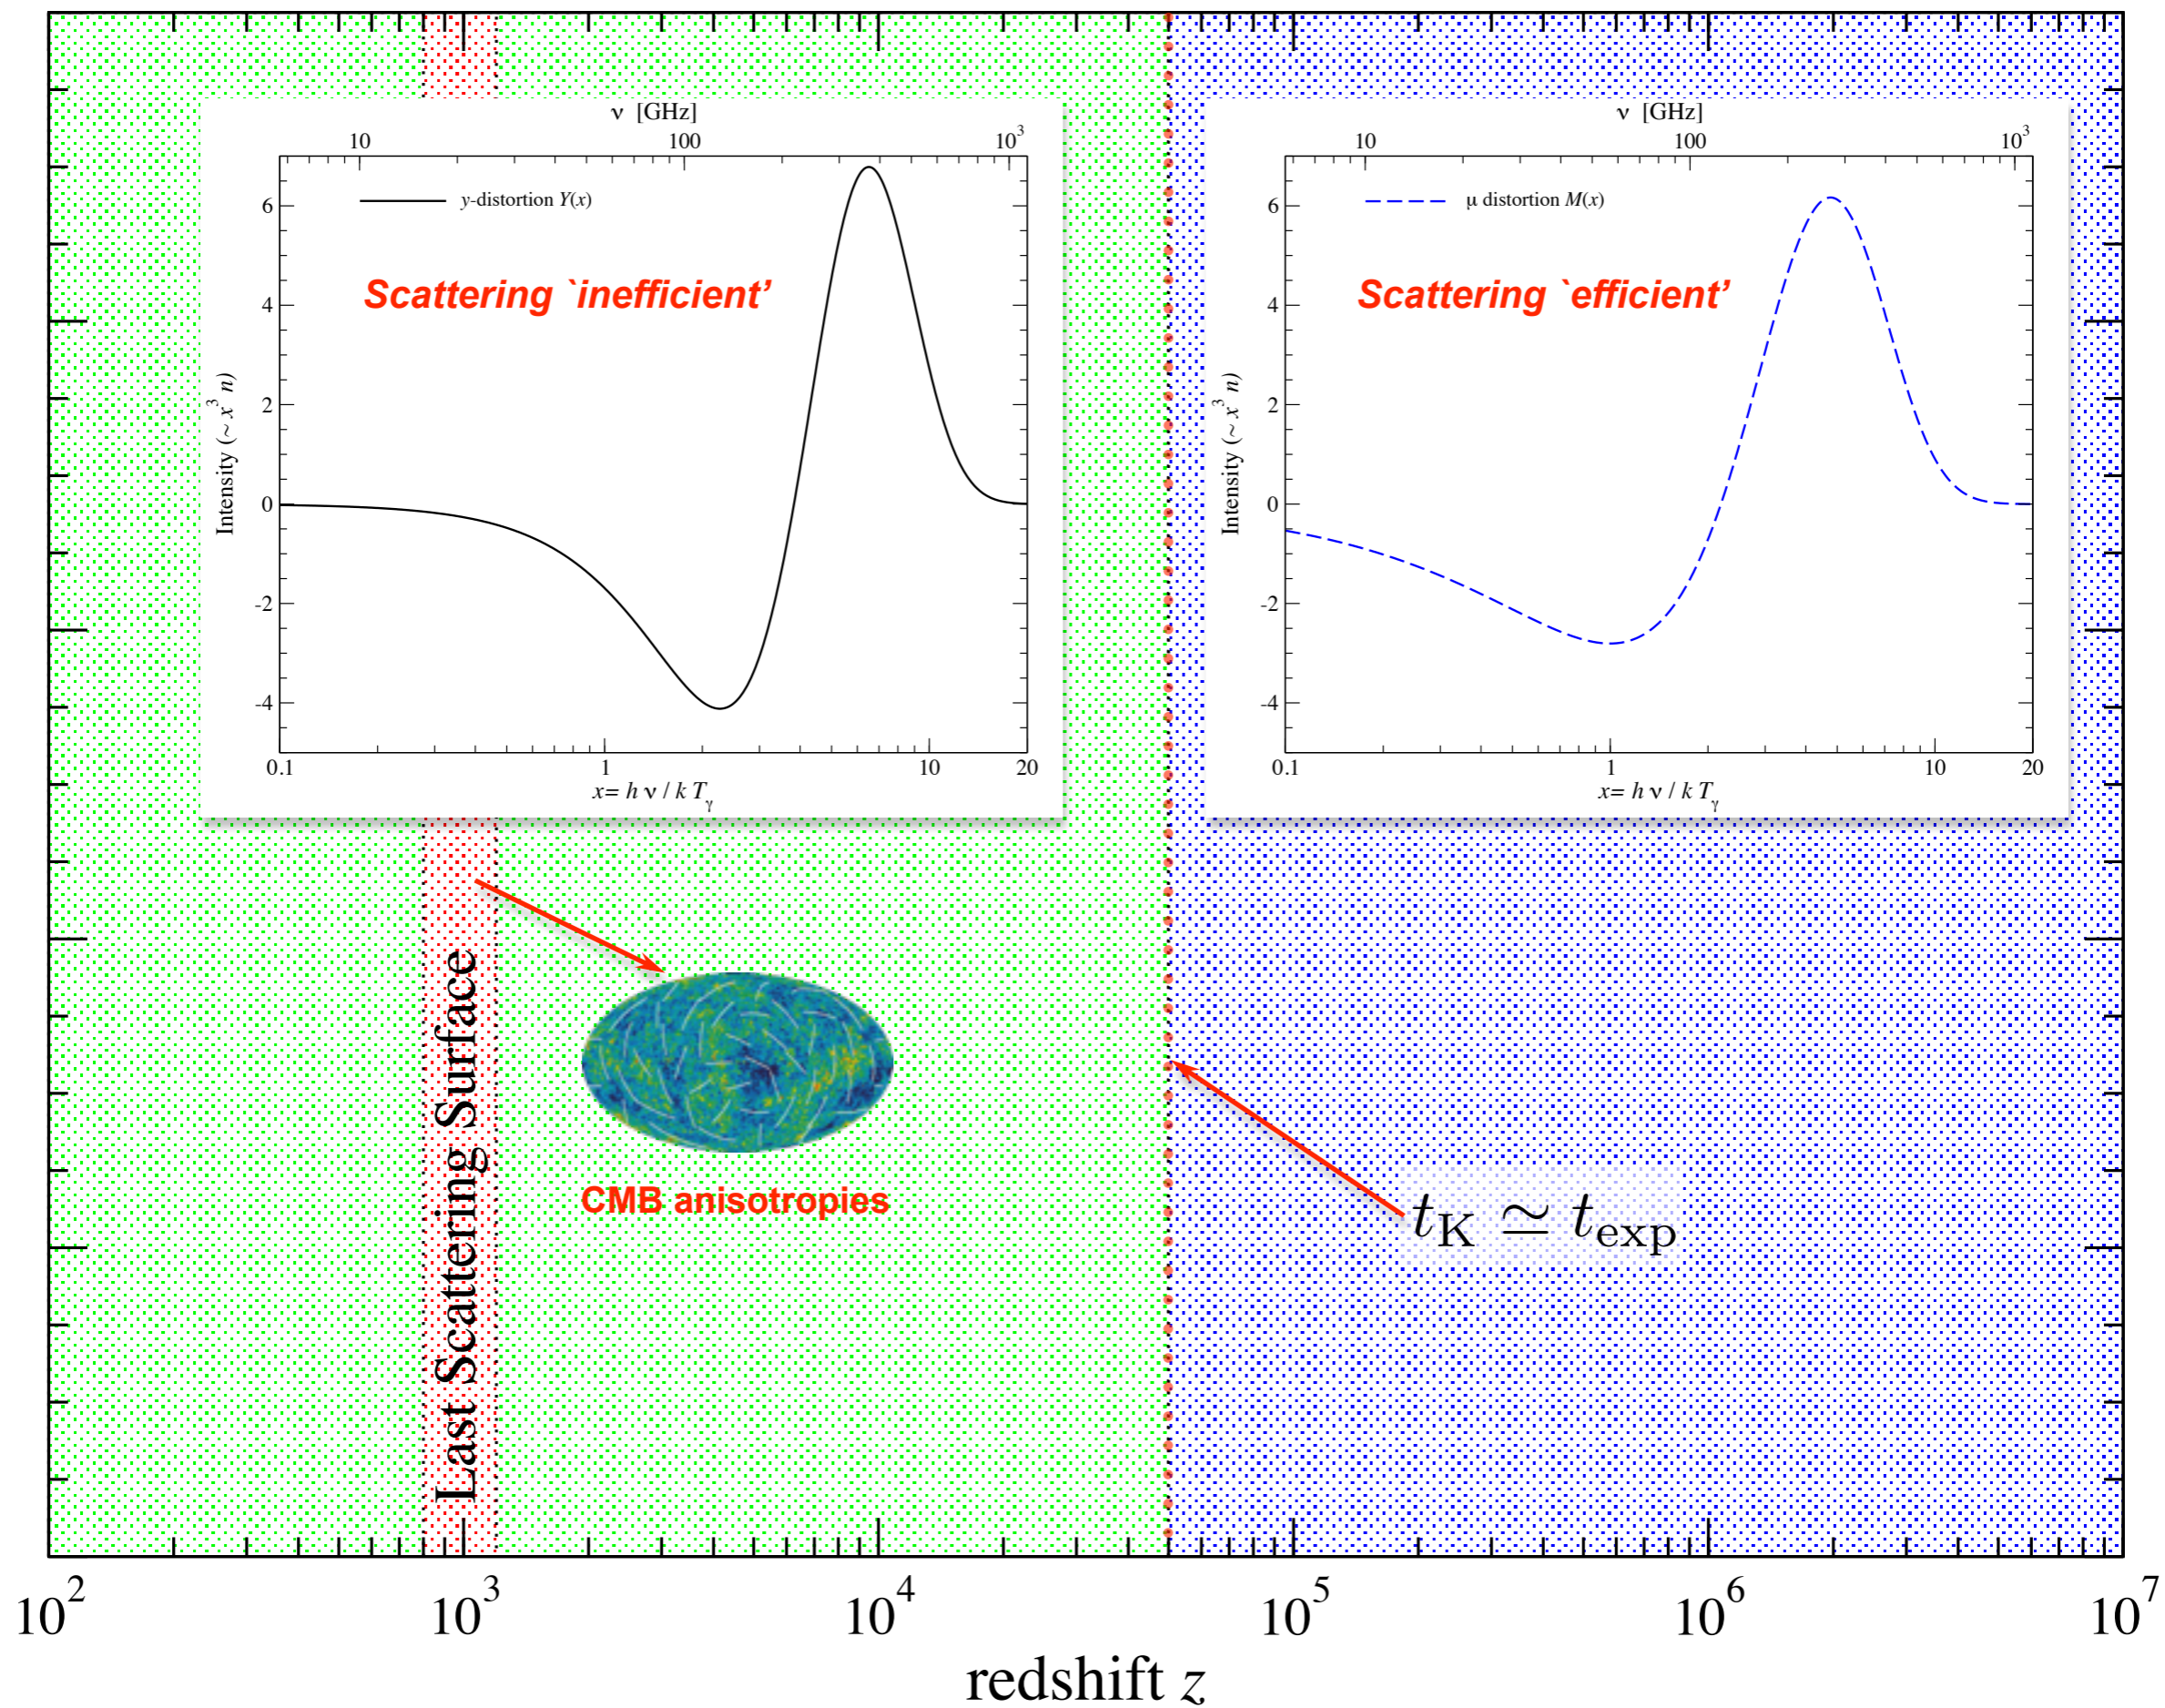 ν [GHz]
10 100 10³
y-distortion Y(x)
Scattering `inefficient’
Intensity (~ x³ n)
6
4
2
0
-2
-4
0.1 1 10 20
x= h ν / k Tγ
ν [GHz]
10 100 10³
μ distortion M(x)
Scattering `efficient’
Intensity (~ x³ n)
6
4
2
0
-2
-4
0.1 1 10 20
x= h ν / k Tγ
Last Scattering Surface
CMB anisotropies
t_K ≃ t_exp
10² 10³ 10⁴ 10⁵ 10⁶ 10⁷
redshift z